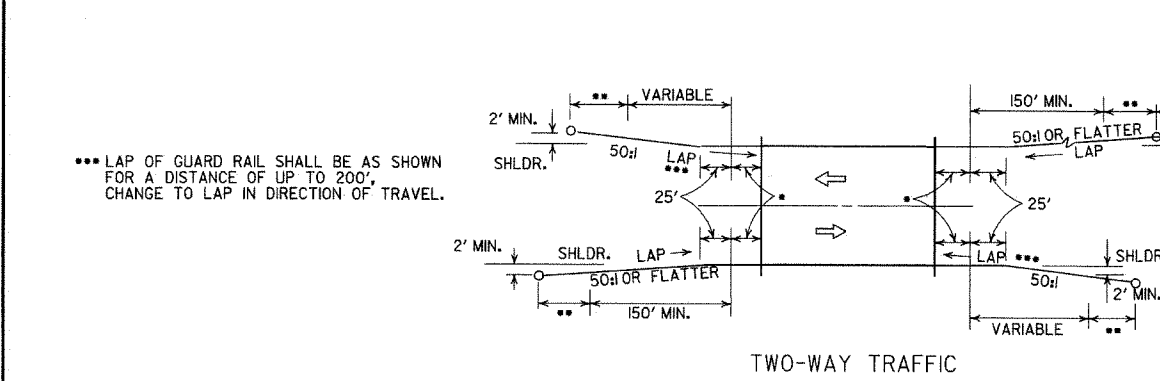 ** VARIABLE
150' MIN. **
2' MIN.
50:1 OR FLATTER
SHLDR.
50:1
LAP
***
LAP
*** LAP OF GUARD RAIL SHALL BE AS SHOWN
FOR A DISTANCE OF UP TO 200',
CHANGE TO LAP IN DIRECTION OF TRAVEL.
25' * * 25'
2' MIN.
SHLDR. LAP
LAP *** SHLDR
50:1 OR FLATTER
50:1
2' MIN.
** 150' MIN.
VARIABLE **
TWO-WAY TRAFFIC